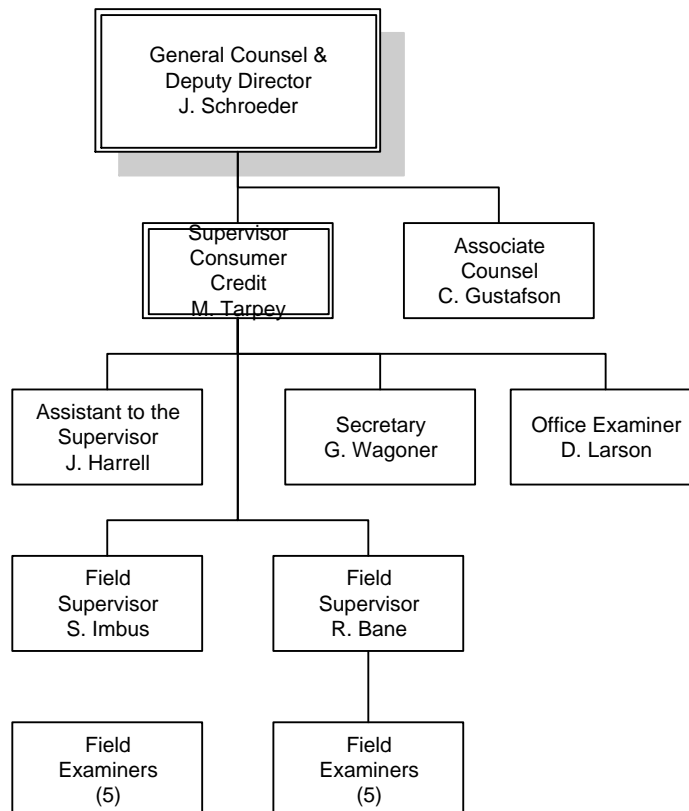 General Counsel &
Deputy Director
J. Schroeder
Supervisor
Consumer
Credit
M. Tarpey
Associate
Counsel
C. Gustafson
Assistant to the
Supervisor
J. Harrell
Secretary
G. Wagoner
Office Examiner
D. Larson
Field
Supervisor
S. Imbus
Field
Supervisor
R. Bane
Field
Examiners
(5)
Field
Examiners
(5)